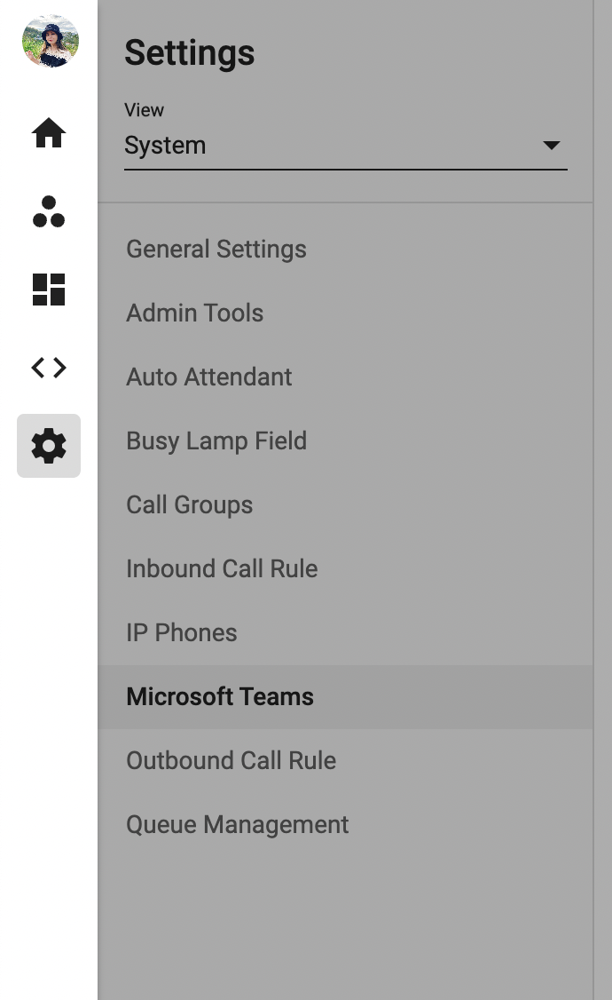 Settings
View
System
General Settings
Admin Tools
Auto Attendant
Busy Lamp Field
Call Groups
Inbound Call Rule
IP Phones
Microsoft Teams
Outbound Call Rule
Queue Management